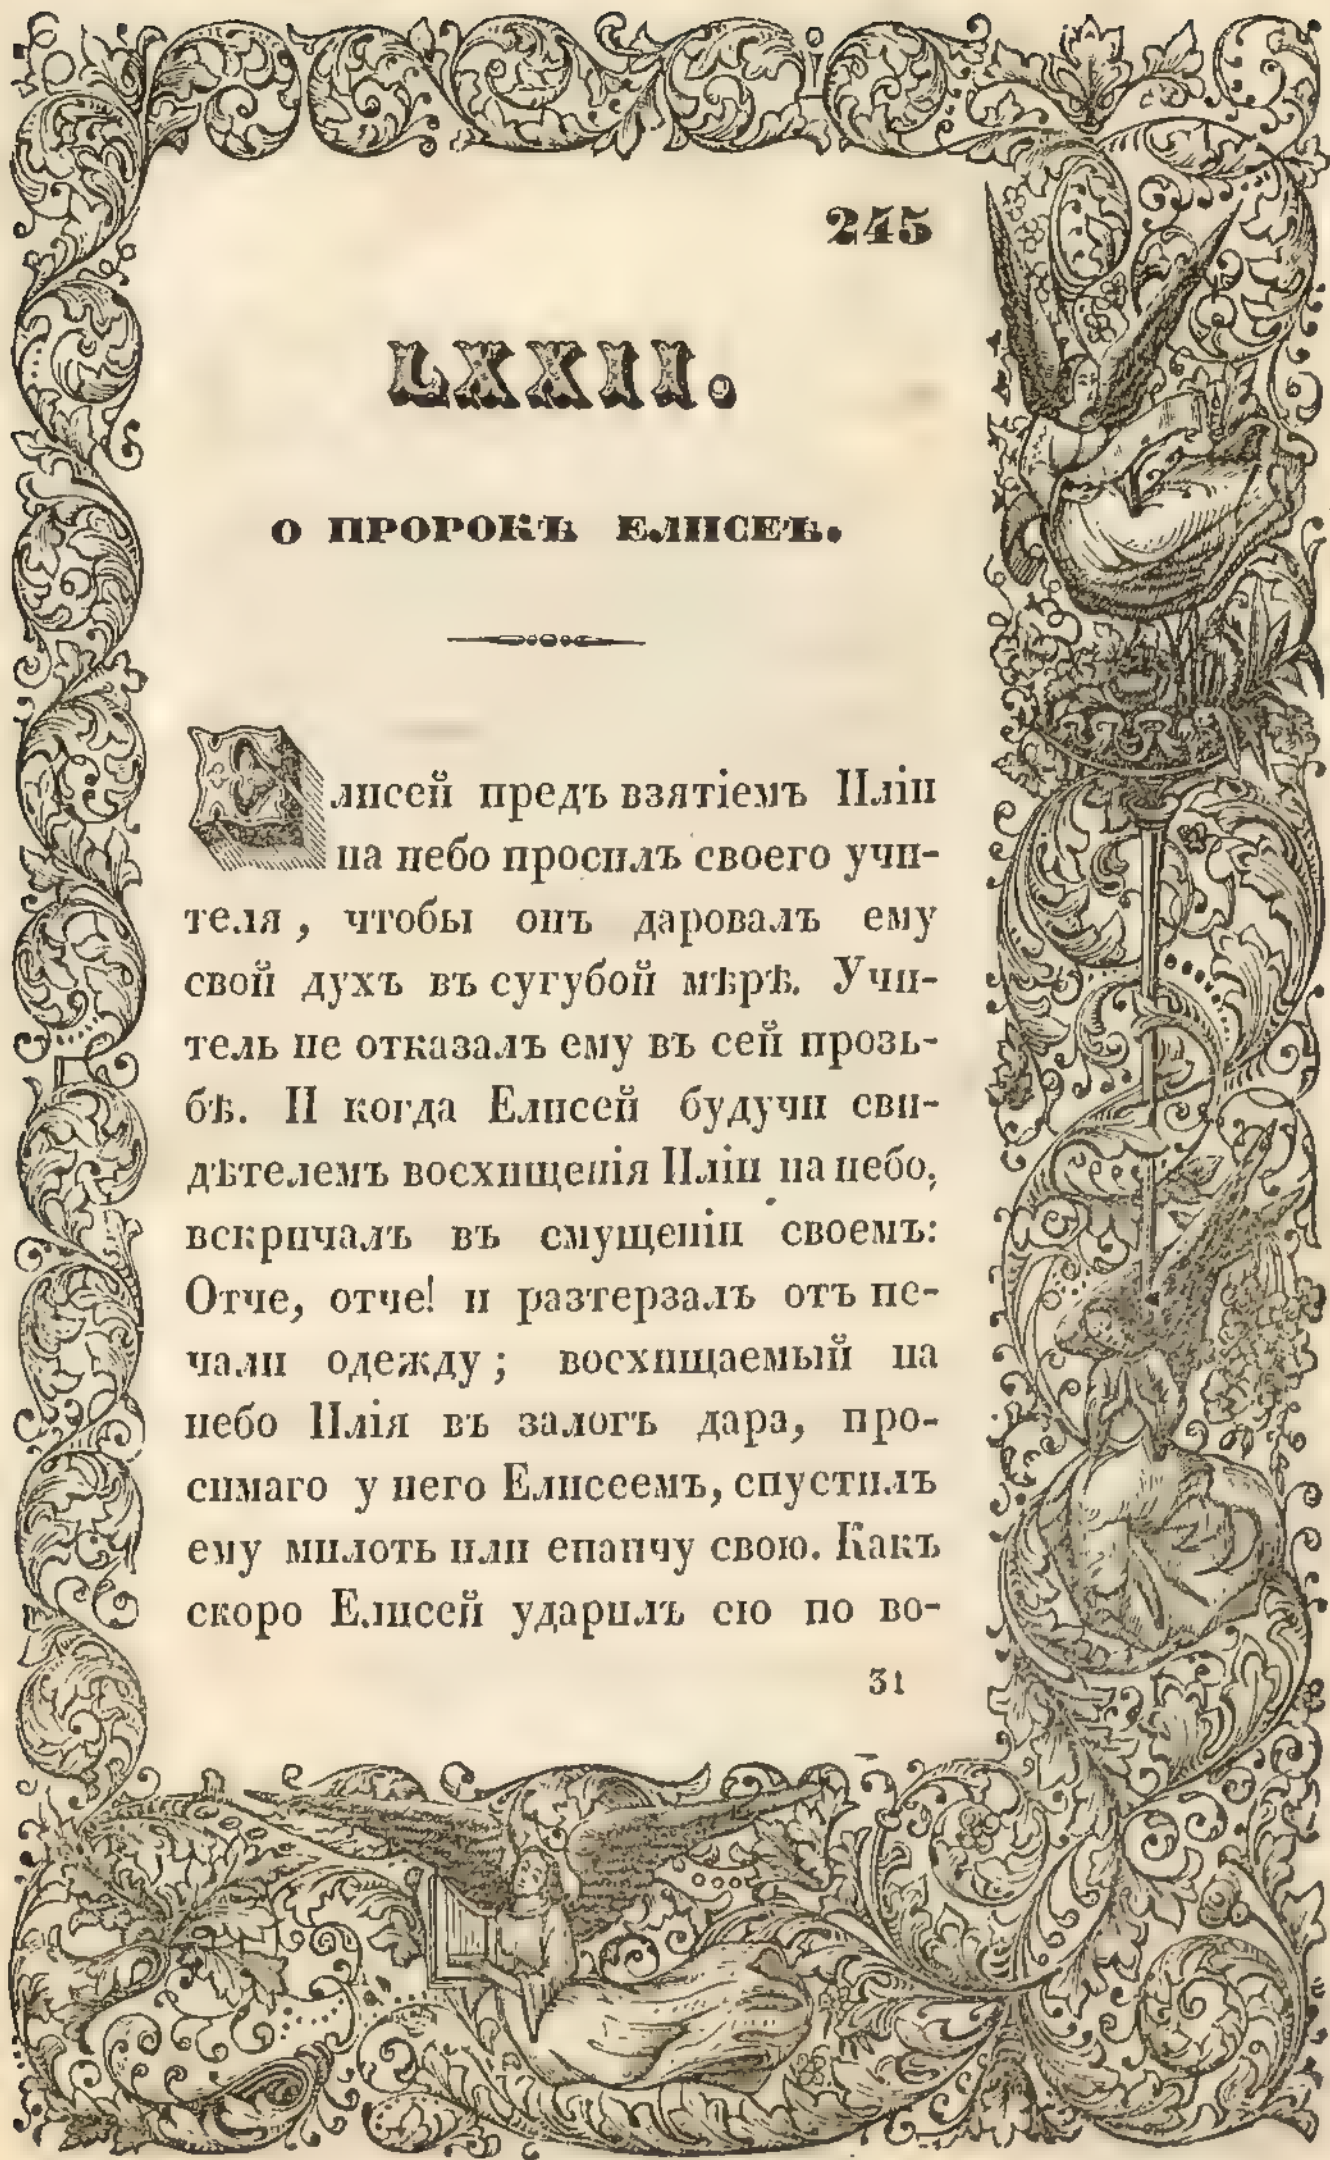 245
LXXII.
О ПРОРОКѢ ЕЛИСЕѢ.
Елисей предъ взятіемъ Иліи
на небо просилъ своего учи-
теля, чтобы онъ даровалъ ему
свой духъ въ сугубой мѣрѣ. Учи-
тель не отказалъ ему въ сей прозь-
бѣ. И когда Елисей будучи сви-
дѣтелемъ восхищенія Иліи на небо,
вскричалъ въ смущеніи своемъ:
Отче, отче! и разтерзалъ отъ пе-
чали одежду; восхищаемый на
небо Илія въ залогъ дара, про-
симаго у него Елисеемъ, спустилъ
ему милоть или епанчу свою. Какъ
скоро Елисей ударилъ ею по во-
31